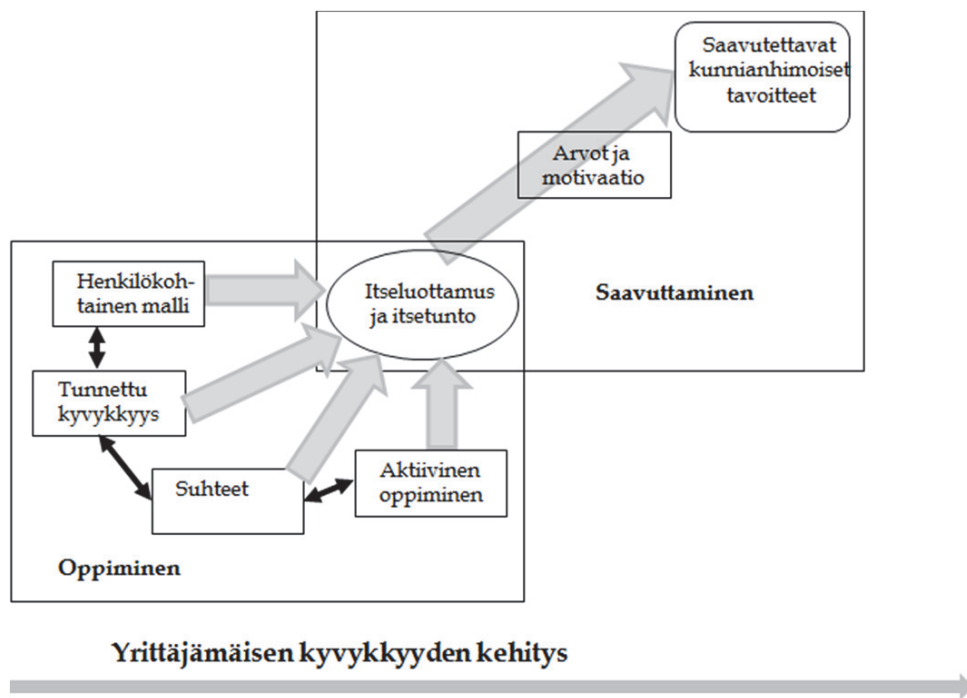 Saavutettavat
kunnianhimoiset
tavoitteet
Arvot ja
motivaatio
Saavuttaminen
Henkilökoh-
tainen malli
Itseluottamus
ja itsetunto
Tunnettu
kyvykkyys
Suhteet
Aktiivinen
oppiminen
Oppiminen
Yrittäjämäisen kyvykkyyden kehitys